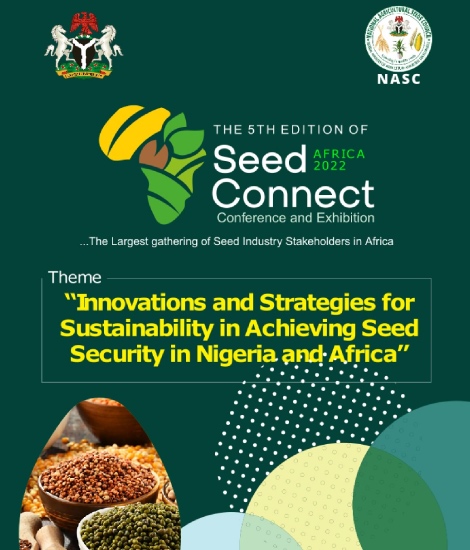 NASC
THE 5TH EDITION OF
Seed AFRICA
2022
Connect
Conference and Exhibition
...The Largest gathering of Seed Industry Stakeholders in Africa
Theme
“Innovations and Strategies for
Sustainability in Achieving Seed
Security in Nigeria and Africa”